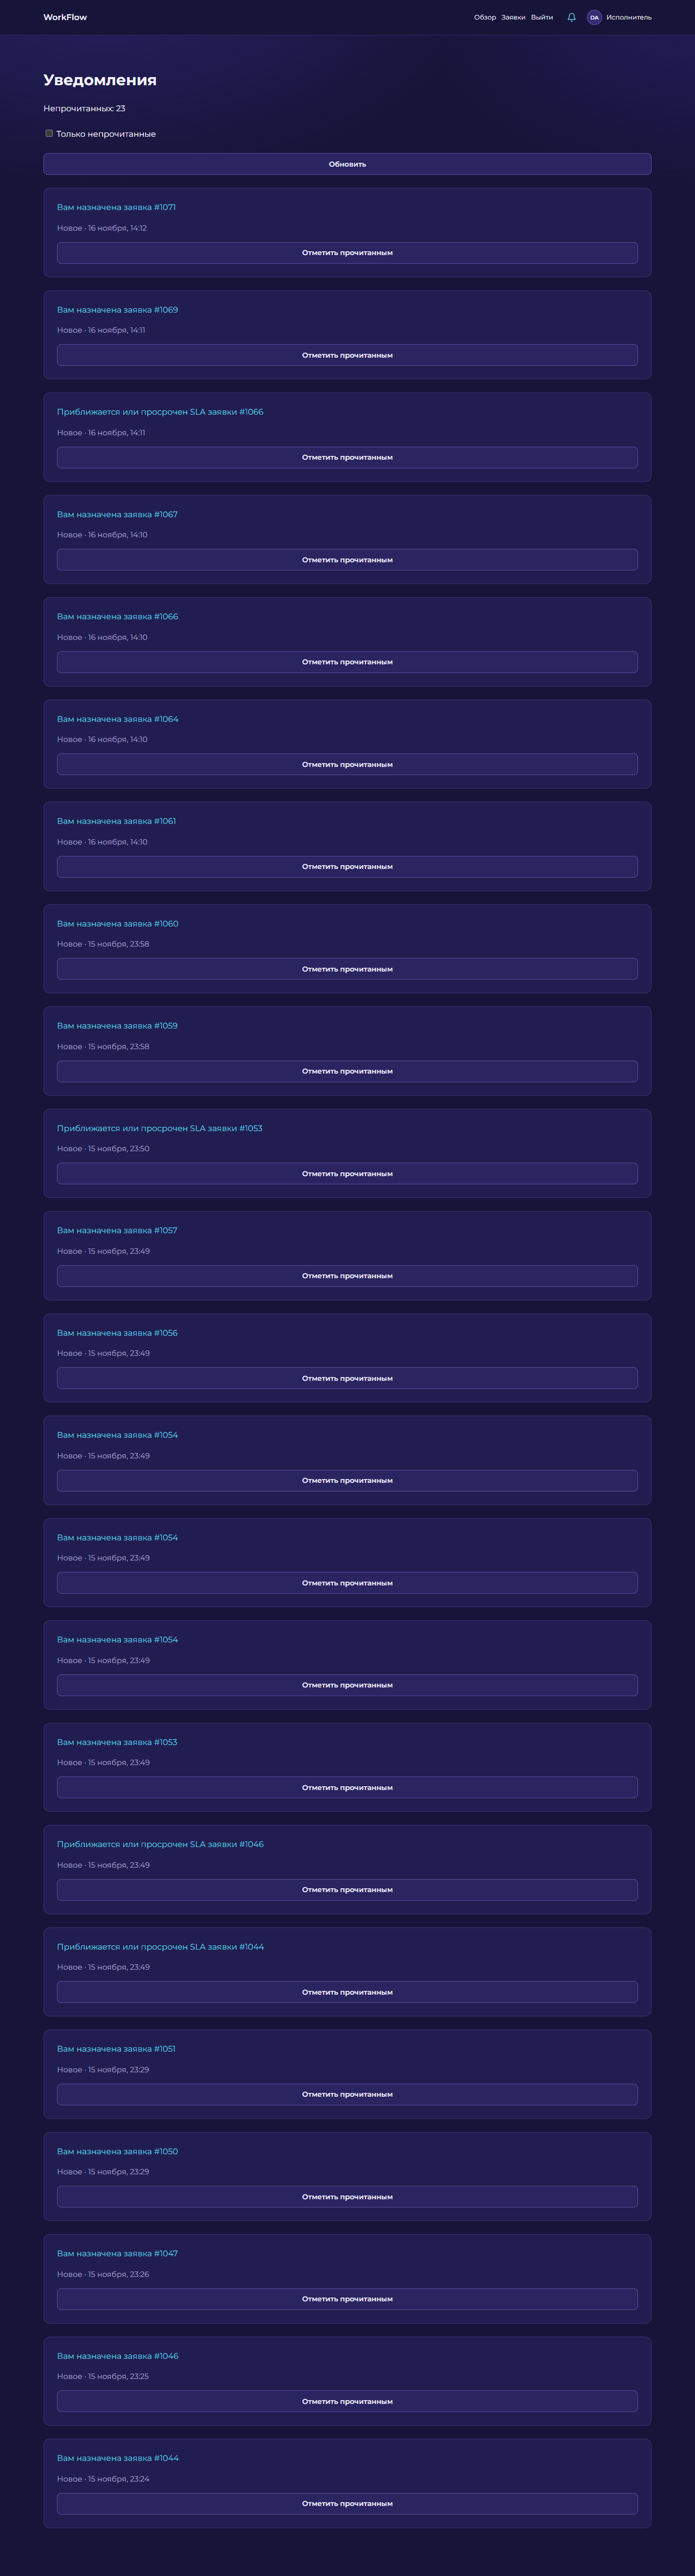 WorkFlow
Обзор Заявки Выйти DA Исполнитель
Уведомления
Непрочитанных: 23
Только непрочитанные
Обновить
Вам назначена заявка #1071
Новое · 16 ноября, 14:12
Отметить прочитанным
Вам назначена заявка #1069
Новое · 16 ноября, 14:11
Отметить прочитанным
Приближается или просрочен SLA заявки #1066
Новое · 16 ноября, 14:11
Отметить прочитанным
Вам назначена заявка #1067
Новое · 16 ноября, 14:10
Отметить прочитанным
Вам назначена заявка #1066
Новое · 16 ноября, 14:10
Отметить прочитанным
Вам назначена заявка #1064
Новое · 16 ноября, 14:10
Отметить прочитанным
Вам назначена заявка #1061
Новое · 16 ноября, 14:10
Отметить прочитанным
Вам назначена заявка #1060
Новое · 15 ноября, 23:58
Отметить прочитанным
Вам назначена заявка #1059
Новое · 15 ноября, 23:58
Отметить прочитанным
Приближается или просрочен SLA заявки #1053
Новое · 15 ноября, 23:50
Отметить прочитанным
Вам назначена заявка #1057
Новое · 15 ноября, 23:49
Отметить прочитанным
Вам назначена заявка #1056
Новое · 15 ноября, 23:49
Отметить прочитанным
Вам назначена заявка #1054
Новое · 15 ноября, 23:49
Отметить прочитанным
Вам назначена заявка #1054
Новое · 15 ноября, 23:49
Отметить прочитанным
Вам назначена заявка #1054
Новое · 15 ноября, 23:49
Отметить прочитанным
Вам назначена заявка #1053
Новое · 15 ноября, 23:49
Отметить прочитанным
Приближается или просрочен SLA заявки #1046
Новое · 15 ноября, 23:49
Отметить прочитанным
Приближается или просрочен SLA заявки #1044
Новое · 15 ноября, 23:49
Отметить прочитанным
Вам назначена заявка #1051
Новое · 15 ноября, 23:29
Отметить прочитанным
Вам назначена заявка #1050
Новое · 15 ноября, 23:29
Отметить прочитанным
Вам назначена заявка #1047
Новое · 15 ноября, 23:26
Отметить прочитанным
Вам назначена заявка #1046
Новое · 15 ноября, 23:25
Отметить прочитанным
Вам назначена заявка #1044
Новое · 15 ноября, 23:24
Отметить прочитанным